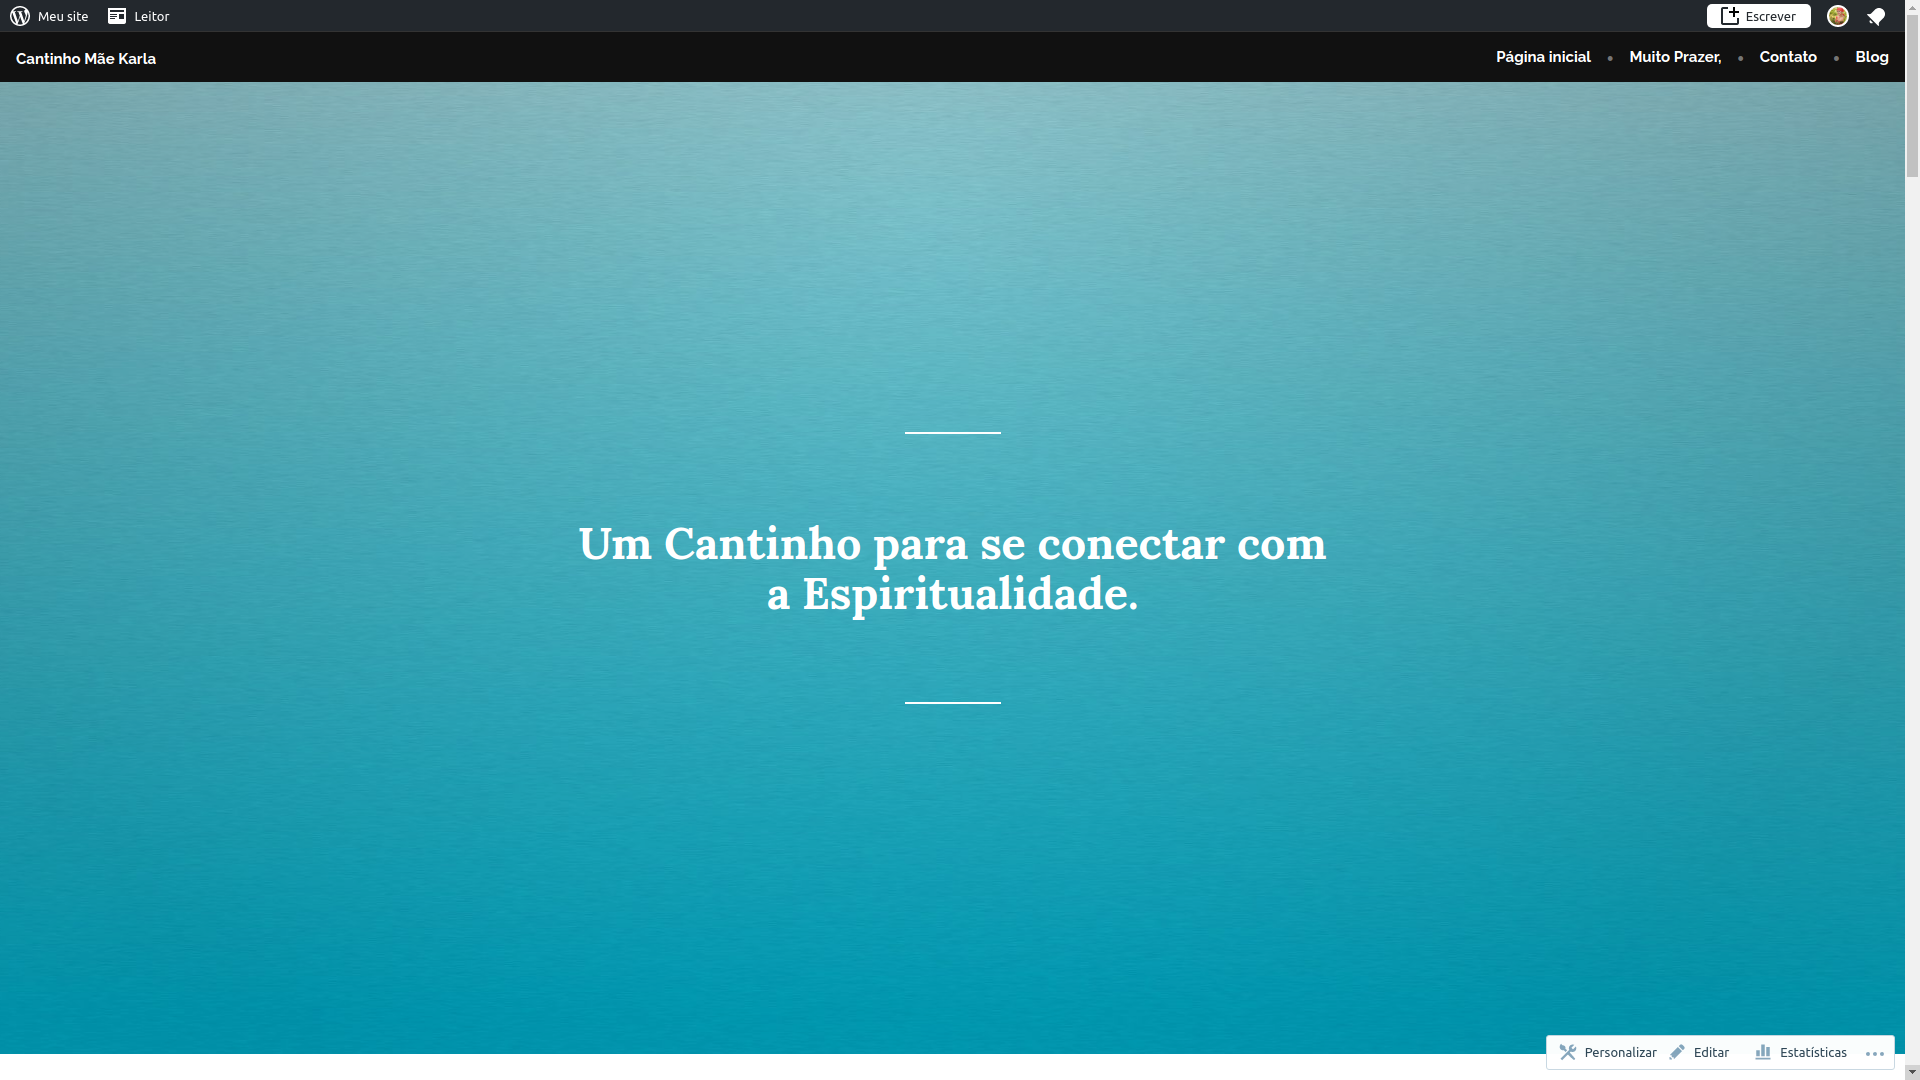 Meu site
Leitor
Escrever
Cantinho Mãe Karla
Página inicial
Muito Prazer,
Contato
Blog
Um Cantinho para se conectar com
a Espiritualidade.
Personalizar
Editar
Estatísticas